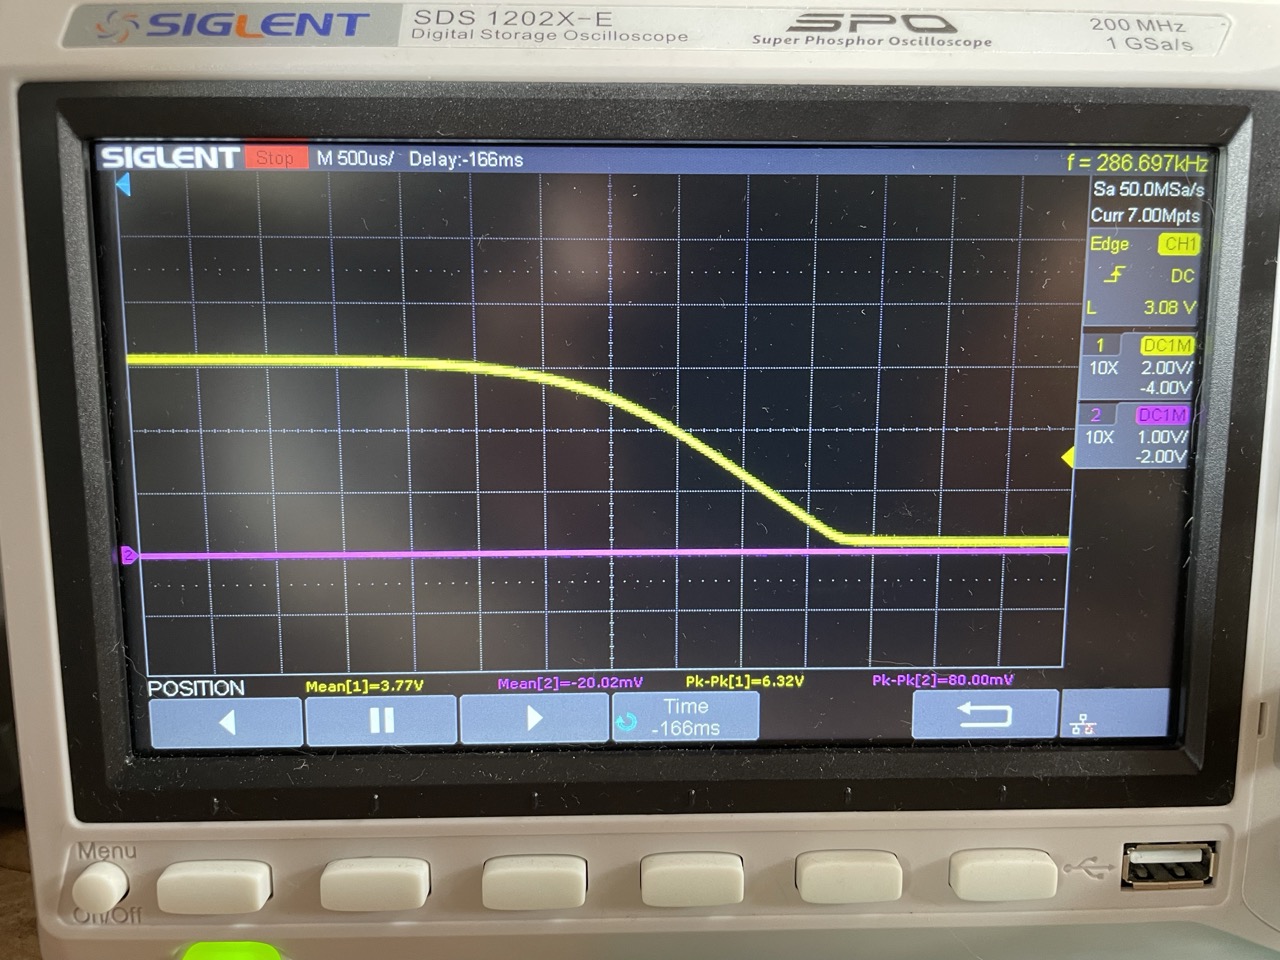 SIGLENT
SDS 1202X-E
Digital Storage Oscilloscope
SPO
Super Phosphor Oscilloscope
200 MHz
1 GSa/s
SIGLENT Stop M 500us/ Delay:-166ms f = 286.697kHz
Sa 50.0MSa/s
Curr 7.00Mpts
Edge CH1
DC
L 3.08 V
1 DC1M
10X 2.00V/
-4.00V
2 DC1M
10X 1.00V/
-2.00V
2
POSITION Mean[1]=3.77V Mean[2]=-20.02mV Pk-Pk[1]=6.32V Pk-Pk[2]=80.00mV
Time
-166ms
Menu
On/Off